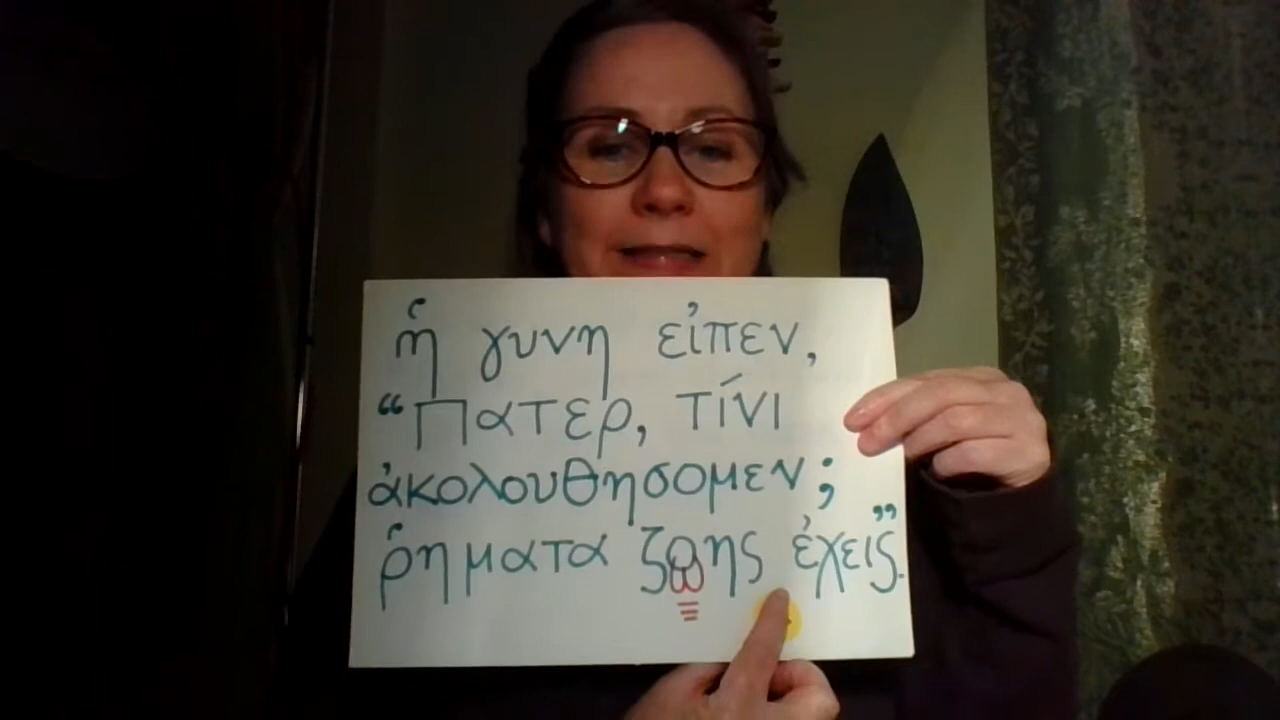 ἡ γυνη εἰπεν,
“Πατερ, τίνι
ἀκολουθησομεν;
ῥηματα ζωης ἐχεις”.